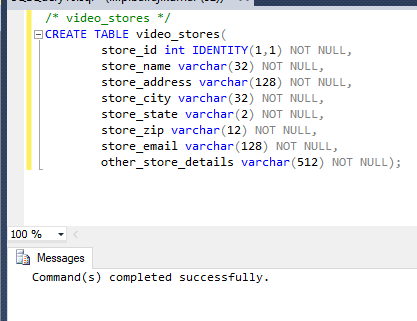 /* video_stores */
CREATE TABLE video_stores(
store_id int IDENTITY(1,1) NOT NULL,
store_name varchar(32) NOT NULL,
store_address varchar(128) NOT NULL,
store_city varchar(32) NOT NULL,
store_state varchar(2) NOT NULL,
store_zip varchar(12) NOT NULL,
store_email varchar(128) NOT NULL,
other_store_details varchar(512) NOT NULL);
100 %
Messages
Command(s) completed successfully.